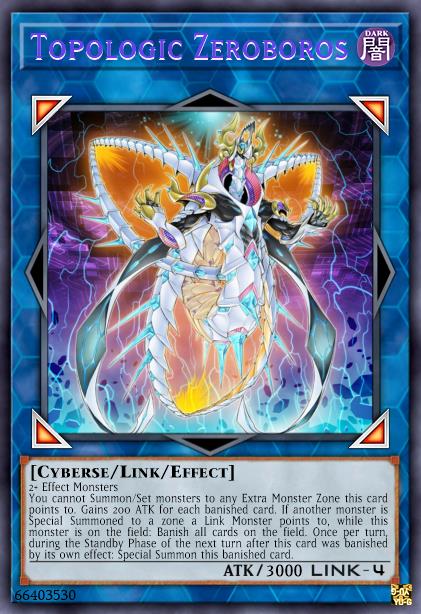 Topologic Zeroboros
DARK
闇
[Cyberse/Link/Effect]
2+ Effect Monsters
You cannot Summon/Set monsters to any Extra Monster Zone this card
points to. Gains 200 ATK for each banished card. If another monster is
Special Summoned to a zone a Link Monster points to, while this
monster is on the field: Banish all cards on the field. Once per turn,
during the Standby Phase of the next turn after this card was banished
by its own effect: Special Summon this banished card.
ATK/3000 LINK-4
66403530